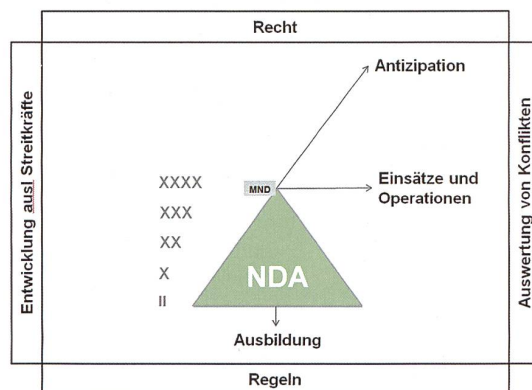 Recht
Entwicklung ausl Streitkräfte
Antizipation
XXXX
MND
Einsätze und
Operationen
XXX
XX
X
NDA
II
Ausbildung
Auswertung von Konflikten
Regeln